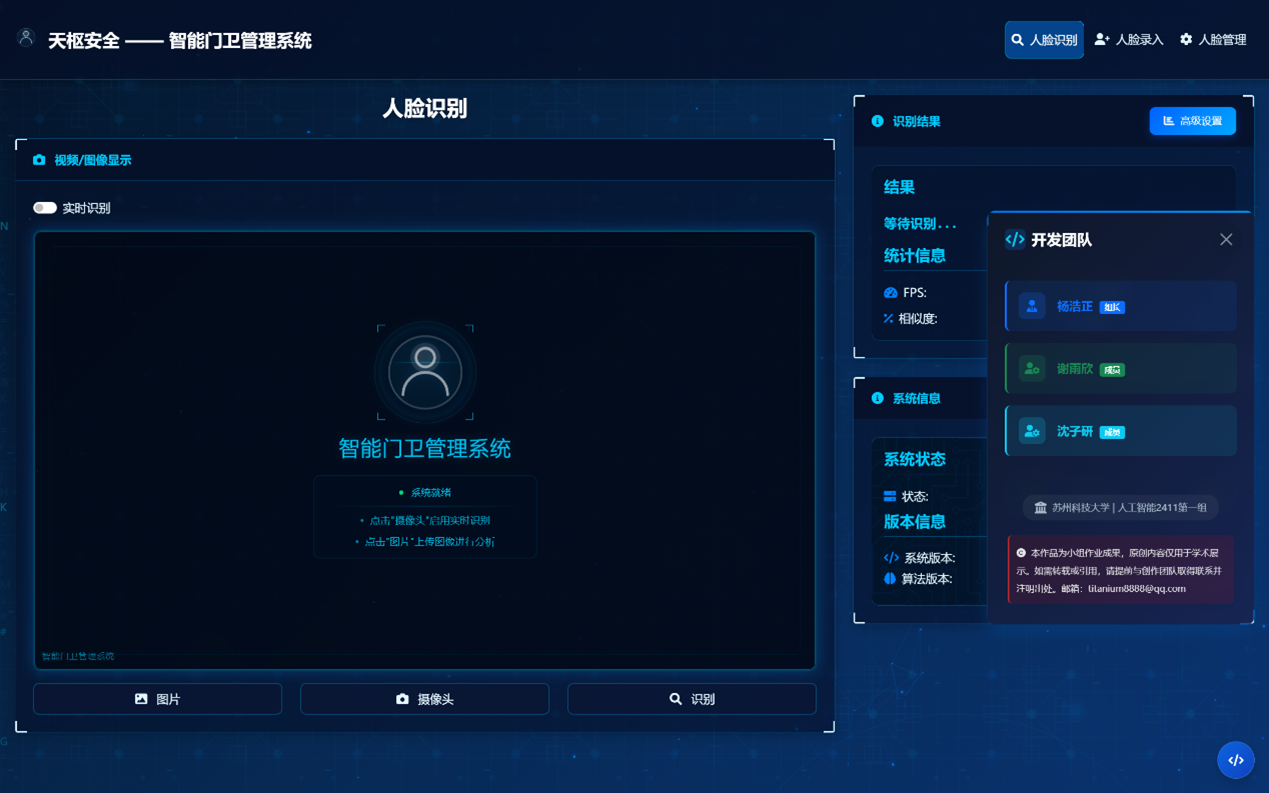 天枢安全 —— 智能门卫管理系统
人脸识别
人脸录入
人脸管理
人脸识别
视频/图像显示
实时识别
智能门卫管理系统
系统就绪
点击"摄像头"启用实时识别
点击"图片"上传图像进行分析
智能门卫管理系统
图片
摄像头
识别
识别结果
高级设置
结果
等待识别...
统计信息
FPS:
相似度:
系统信息
系统状态
状态:
版本信息
系统版本:
算法版本:
开发团队
杨浩正 组长
谢雨欣 成员
沈子研 成员
苏州科技大学 | 人工智能2411第一组
本作品为小组作业成果，原创内容仅用于学术展
示。如需转载或引用，请提前与创作团队取得联系并
注明出处。邮箱：titanium8888@qq.com
N
K
#
G